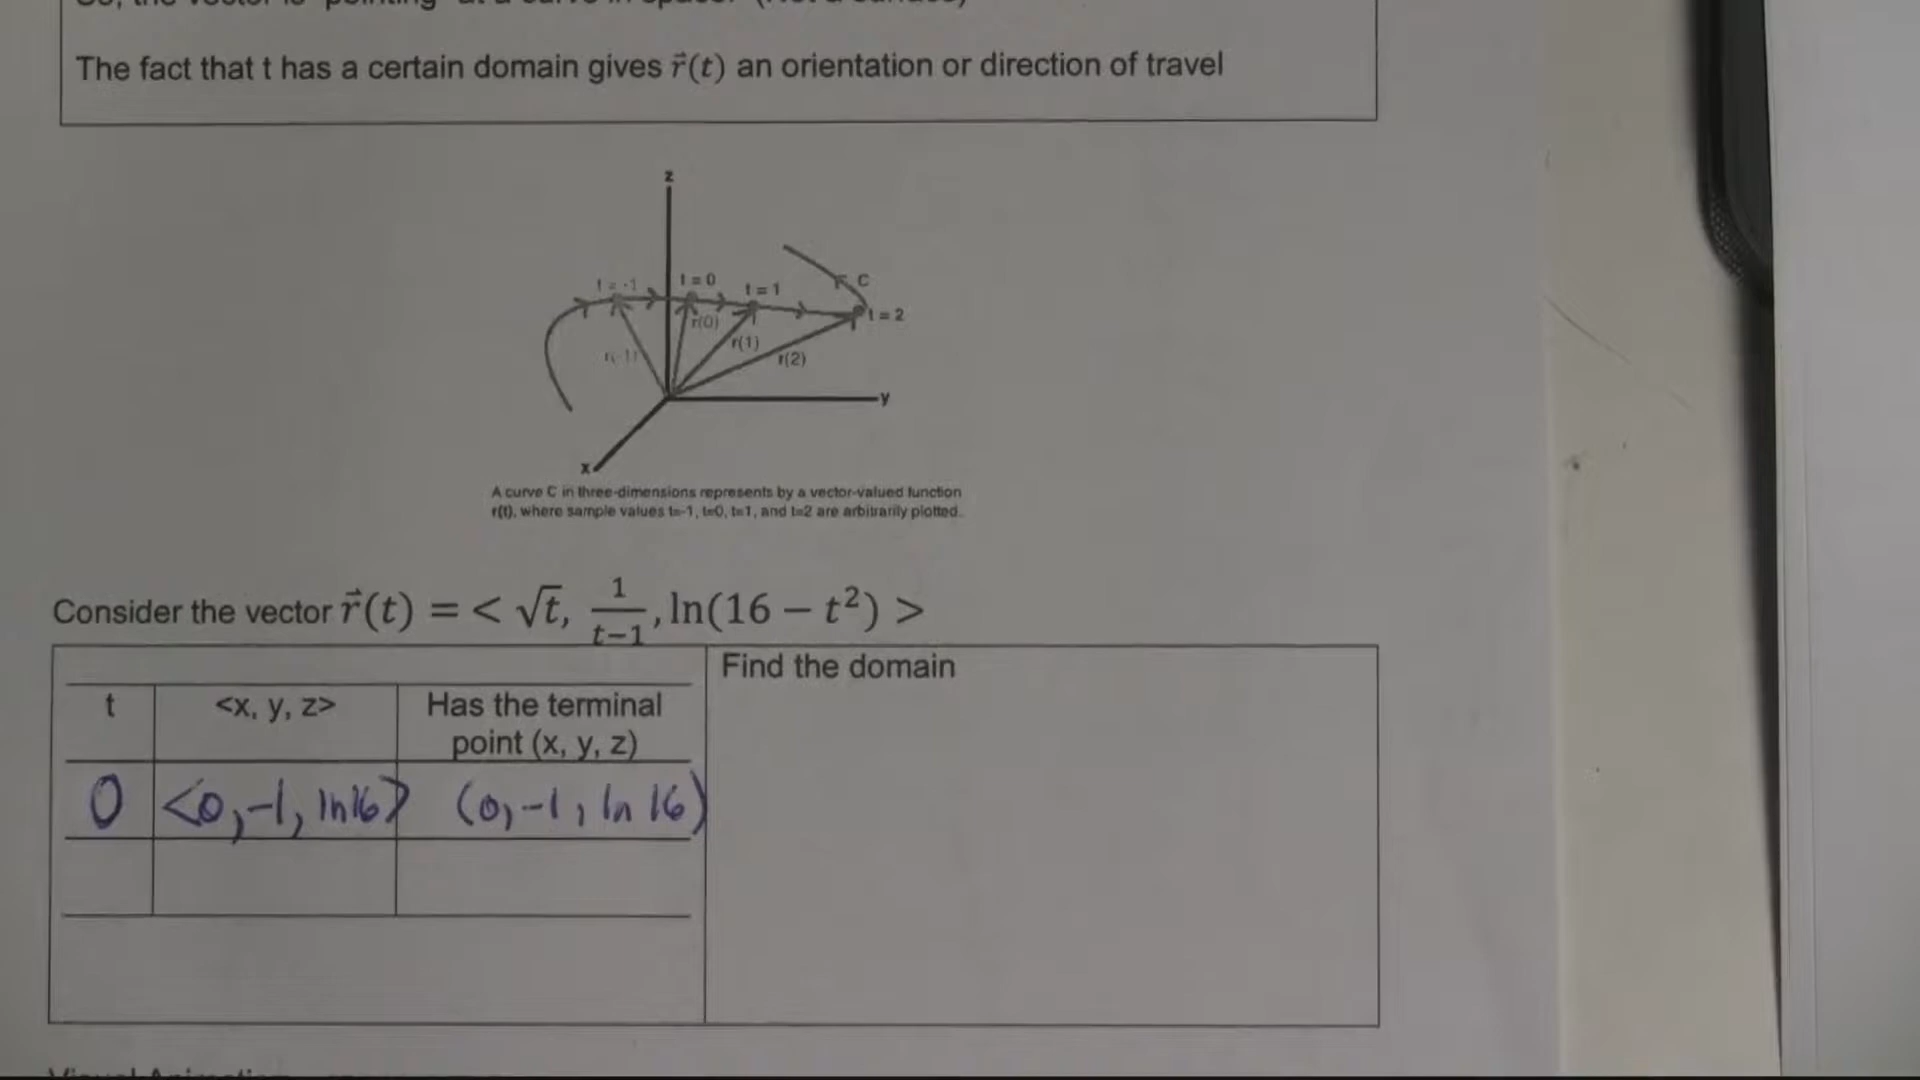 The fact that t has a certain domain gives r⃗(t) an orientation or direction of travel
z
t = -1
t = 0
t = 1
C
t = 2
r(0)
r(1)
r(-1)
r(2)
y
x
A curve C in three-dimensions represents by a vector-valued function
r(t), where sample values t=-1, t=0, t=1, and t=2 are arbitrarily plotted.
Consider the vector r⃗(t) = < √t, 1/(t−1), ln(16 − t²) >
Find the domain
t <x, y, z> Has the terminal
point (x, y, z)
0 <0, -1, ln16> (0, -1, ln 16)